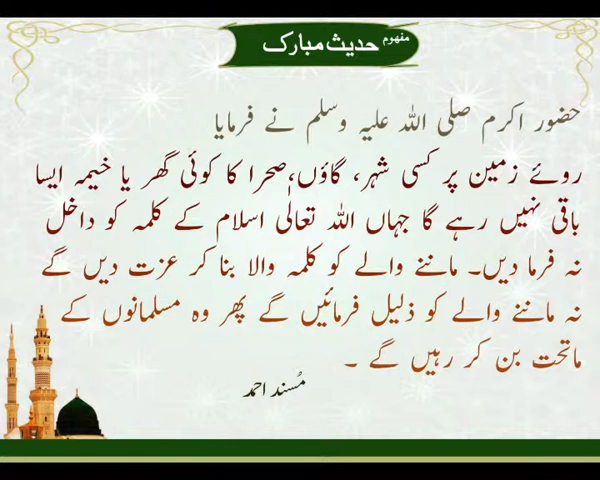 مفہوم حدیث مبارک
حضور اکرم صلی اللہ علیہ وسلم نے فرمایا
روئے زمین پر کسی شہر، گاؤں،صحرا کا کوئی گھر یا خیمہ ایسا
باقی نہیں رہے گا جہاں اللہ تعالٰی اسلام کے کلمہ کو داخل
نہ فرما دیں۔ ماننے والے کو کلمہ والا بنا کر عزت دیں گے
نہ ماننے والے کو ذلیل فرمائیں گے پھر وہ مسلمانوں کے
ماتحت بن کر رہیں گے ۔
مُسند احمد